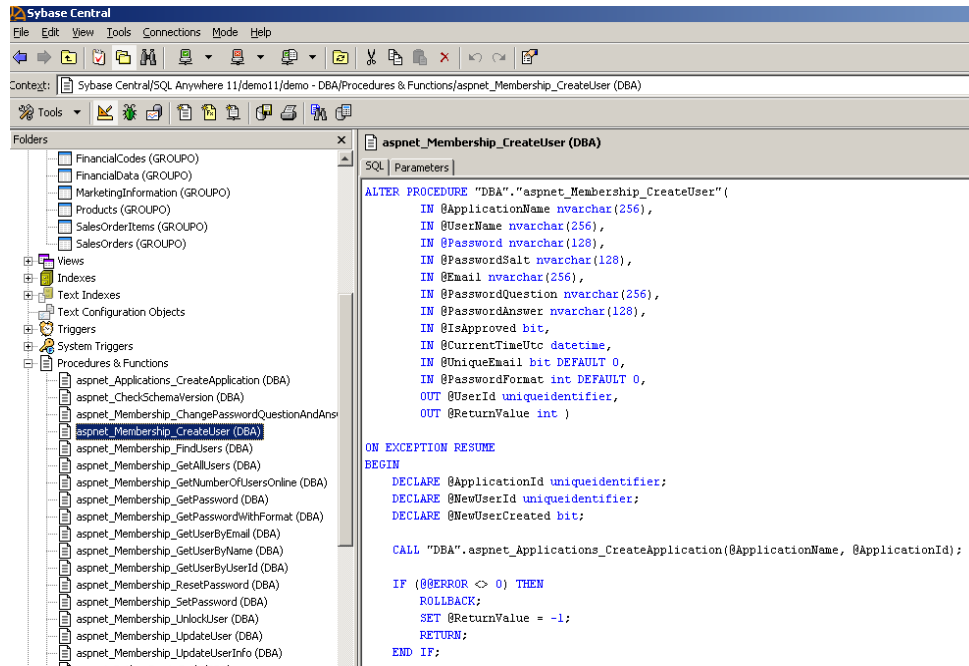 Sybase Central
File Edit View Tools Connections Mode Help
Context: Sybase Central/SQL Anywhere 11/demo11/demo - DBA/Procedures & Functions/aspnet_Membership_CreateUser (DBA)
Tools
Folders
FinancialCodes (GROUPO)
FinancialData (GROUPO)
MarketingInformation (GROUPO)
Products (GROUPO)
SalesOrderItems (GROUPO)
SalesOrders (GROUPO)
Views
Indexes
Text Indexes
Text Configuration Objects
Triggers
System Triggers
Procedures & Functions
aspnet_Applications_CreateApplication (DBA)
aspnet_CheckSchemaVersion (DBA)
aspnet_Membership_ChangePasswordQuestionAndAns
aspnet_Membership_CreateUser (DBA)
aspnet_Membership_FindUsers (DBA)
aspnet_Membership_GetAllUsers (DBA)
aspnet_Membership_GetNumberOfUsersOnline (DBA)
aspnet_Membership_GetPassword (DBA)
aspnet_Membership_GetPasswordWithFormat (DBA)
aspnet_Membership_GetUserByEmail (DBA)
aspnet_Membership_GetUserByName (DBA)
aspnet_Membership_GetUserByUserId (DBA)
aspnet_Membership_ResetPassword (DBA)
aspnet_Membership_SetPassword (DBA)
aspnet_Membership_UnlockUser (DBA)
aspnet_Membership_UpdateUser (DBA)
aspnet_Membership_UpdateUserInfo (DBA)
aspnet_Membership_CreateUser (DBA)
SQL Parameters
ALTER PROCEDURE "DBA"."aspnet_Membership_CreateUser"(
IN @ApplicationName nvarchar(256),
IN @UserName nvarchar(256),
IN @Password nvarchar(128),
IN @PasswordSalt nvarchar(128),
IN @Email nvarchar(256),
IN @PasswordQuestion nvarchar(256),
IN @PasswordAnswer nvarchar(128),
IN @IsApproved bit,
IN @CurrentTimeUtc datetime,
IN @UniqueEmail bit DEFAULT 0,
IN @PasswordFormat int DEFAULT 0,
OUT @UserId uniqueidentifier,
OUT @ReturnValue int )
ON EXCEPTION RESUME
BEGIN
DECLARE @ApplicationId uniqueidentifier;
DECLARE @NewUserId uniqueidentifier;
DECLARE @NewUserCreated bit;
CALL "DBA".aspnet_Applications_CreateApplication(@ApplicationName, @ApplicationId);
IF (@@ERROR <> 0) THEN
ROLLBACK;
SET @ReturnValue = -1;
RETURN;
END IF;